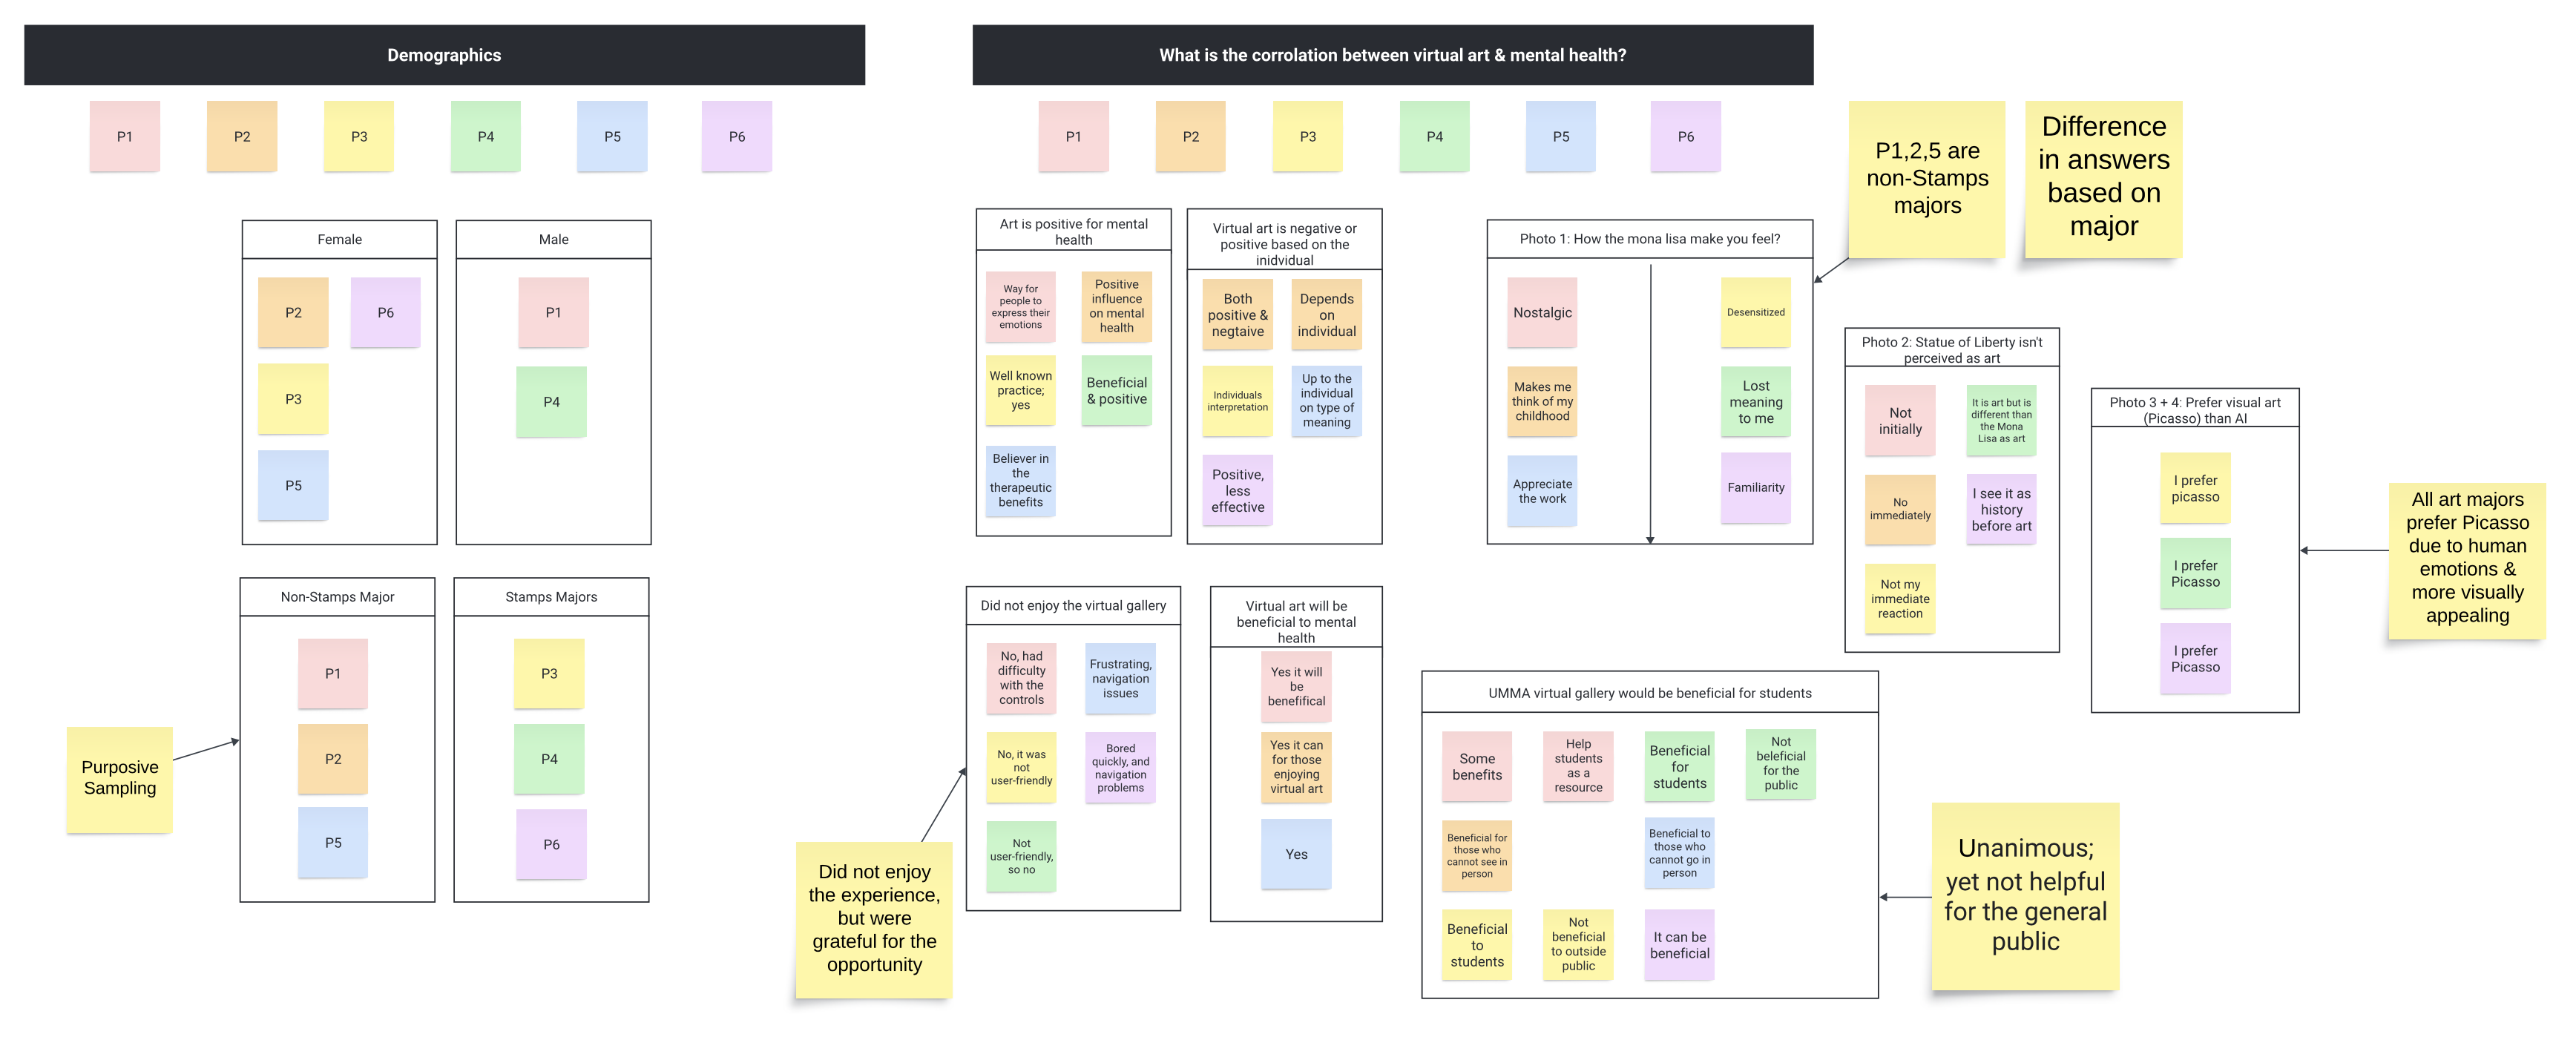 Demographics
P1
P2
P3
P4
P5
P6
Female
P2
P6
P3
P5
Male
P1
P4
Non-Stamps Major
P1
P2
P5
Stamps Majors
P3
P4
P6
Purposive
Sampling
What is the corrolation between virtual art & mental health?
P1
P2
P3
P4
P5
P6
P1,2,5 are
non-Stamps
majors
Difference
in answers
based on
major
Art is positive for mental
health
Way for
people to
express their
emotions
Positive
influence
on mental
health
Well known
practice;
yes
Beneficial
& positive
Believer in
the
therapeutic
benefits
Virtual art is negative or
positive based on the
inidvidual
Both
positive &
negtaive
Depends
on
individual
Individuals
interpretation
Up to the
individual
on type of
meaning
Positive,
less
effective
Photo 1: How the mona lisa make you feel?
Nostalgic
Desensitized
Makes me
think of my
childhood
Lost
meaning
to me
Appreciate
the work
Familiarity
Photo 2: Statue of Liberty isn't
perceived as art
Not
initially
It is art but is
different than
the Mona
Lisa as art
No
immediately
I see it as
history
before art
Not my
immediate
reaction
Photo 3 + 4: Prefer visual art
(Picasso) than AI
I prefer
picasso
I prefer
Picasso
I prefer
Picasso
All art majors
prefer Picasso
due to human
emotions &
more visually
appealing
Did not enjoy the virtual gallery
No, had
difficulty
with the
controls
Frustrating,
navigation
issues
No, it was
not
user-friendly
Bored
quickly, and
navigation
problems
Not
user-friendly,
so no
Did not enjoy
the experience,
but were
grateful for the
opportunity
Virtual art will be
beneficial to mental
health
Yes it will
be
benefifical
Yes it can
for those
enjoying
virtual art
Yes
UMMA virtual gallery would be beneficial for students
Some
benefits
Help
students
as a
resource
Beneficial
for
students
Not
beleficial
for the
public
Beneficial for
those who
cannot see in
person
Beneficial to
those who
cannot go in
person
Beneficial
to
students
Not
beneficial
to outside
public
It can be
beneficial
Unanimous;
yet not helpful
for the general
public